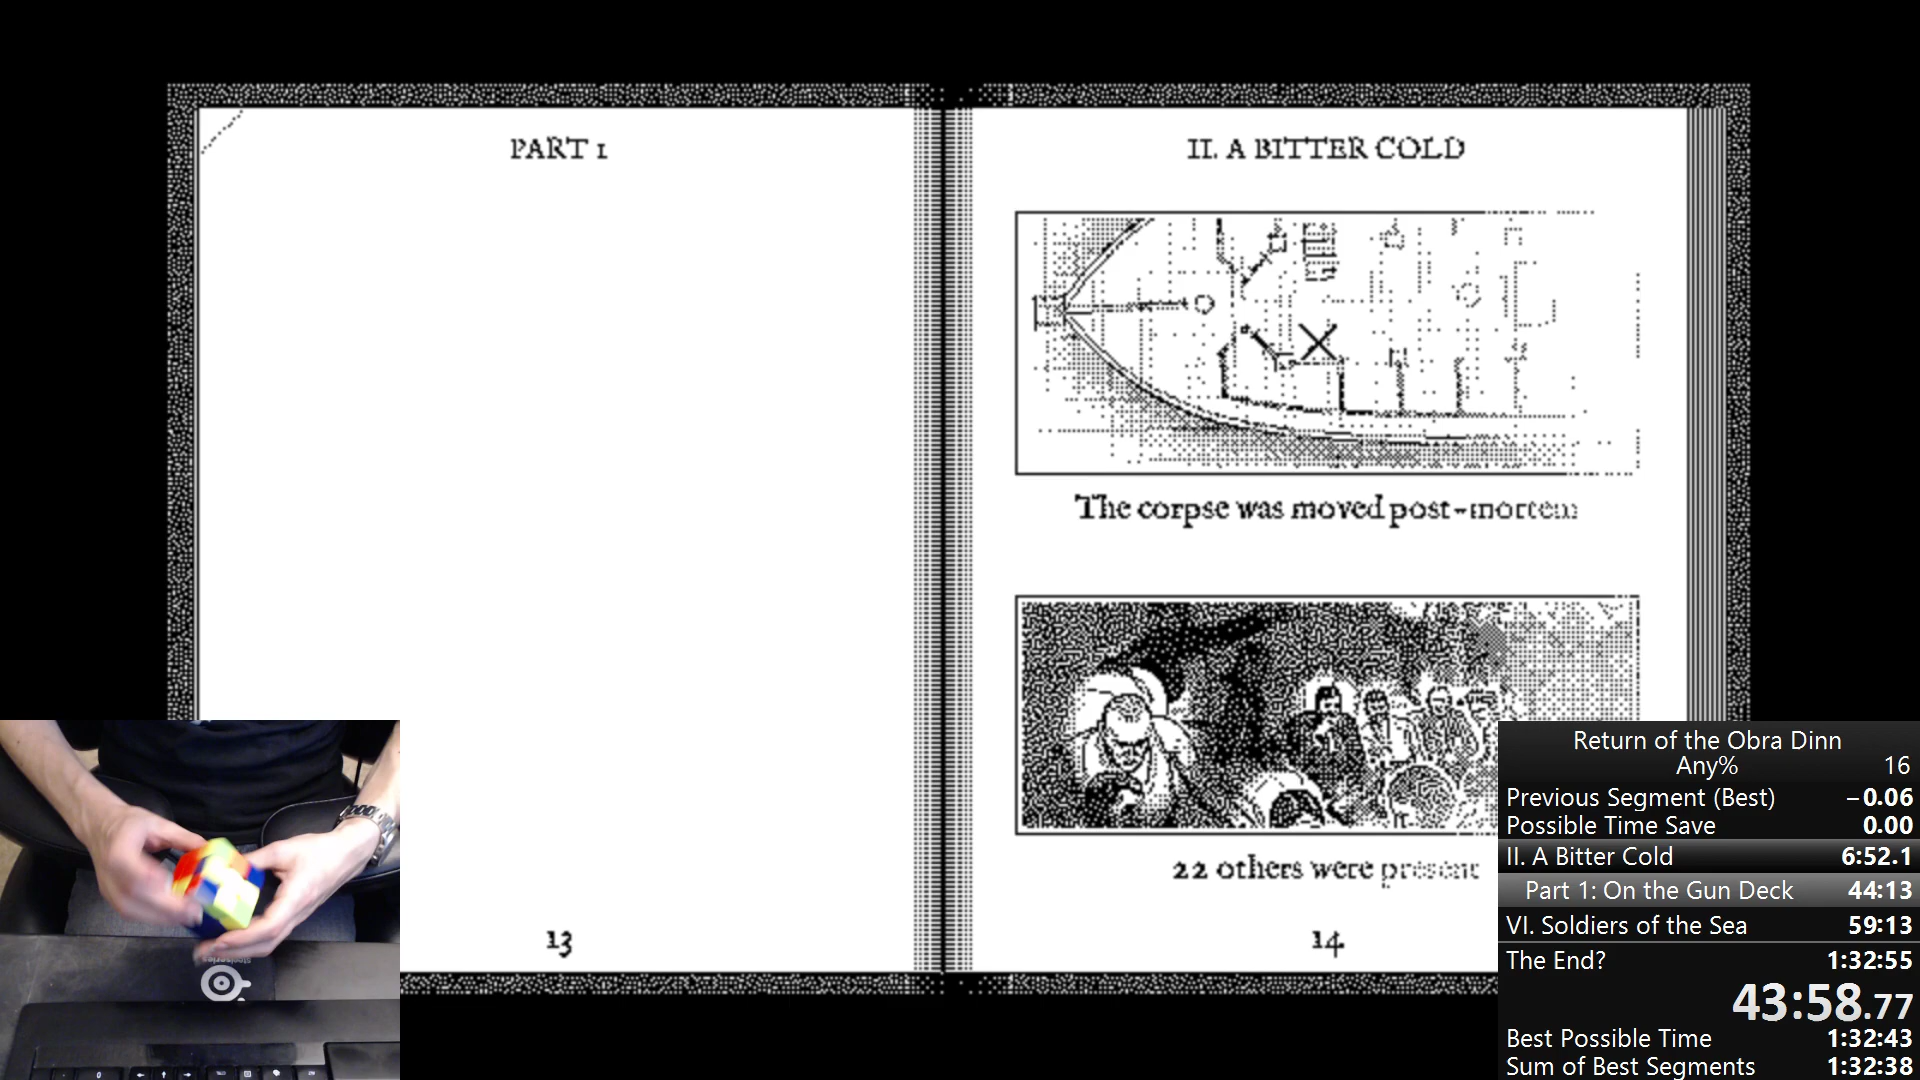 PART 1
II. A BITTER COLD
The corpse was moved post-mortem
22 others were present
13
14
steelseries
Return of the Obra Dinn
Any% 16
Previous Segment (Best) −0.06
Possible Time Save 0.00
II. A Bitter Cold 6:52.1
Part 1: On the Gun Deck 44:13
VI. Soldiers of the Sea 59:13
The End? 1:32:55
43:58.77
Best Possible Time 1:32:43
Sum of Best Segments 1:32:38